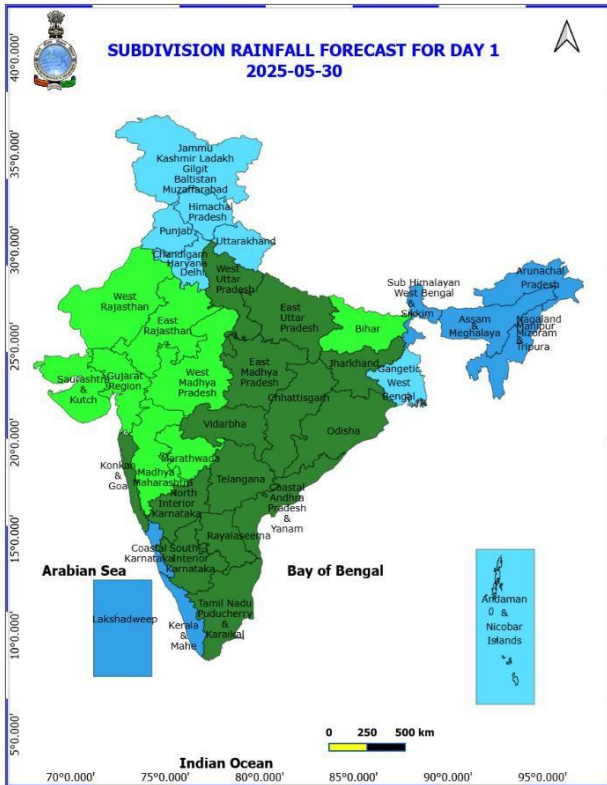 SUBDIVISION RAINFALL FORECAST FOR DAY 1
2025-05-30
40°0.000'
35°0.000'
30°0.000'
25°0.000'
20°0.000'
15°0.000'
10°0.000'
5°0.000'
Jammu
Kashmir Ladakh
Gilgit
Baltistan
Muzaffarabad
Himachal
Pradesh
Punjab
Uttarakhand
Chandigarh
Haryana
Delhi
West
Uttar
Pradesh
West
Rajasthan
East
Rajasthan
East
Uttar
Pradesh
Bihar
Sub Himalayan
West Bengal
&
Sikkim
Arunachal
Pradesh
Assam
&
Meghalaya
Nagaland
Manipur
Mizoram
&
Tripura
Jharkhand
Gangetic
West
Bengal
Saurashtra
&
Kutch
Gujarat
Region
West
Madhya
Pradesh
East
Madhya
Pradesh
Chhattisgarh
Vidarbha
Odisha
Konkan
&
Goa
Madhya
Maharashtra
Marathwada
North
Interior
Karnataka
Telangana
Coastal
Andhra
Pradesh
&
Yanam
Rayalaseema
Coastal
Karnataka
South
Interior
Karnataka
Arabian Sea
Bay of Bengal
Lakshadweep
Kerala
&
Mahe
Tamil Nadu
Puducherry
&
Karaikal
Andaman
&
Nicobar
Islands
0 250 500 km
Indian Ocean
70°0.000' 75°0.000' 80°0.000' 85°0.000' 90°0.000' 95°0.000'